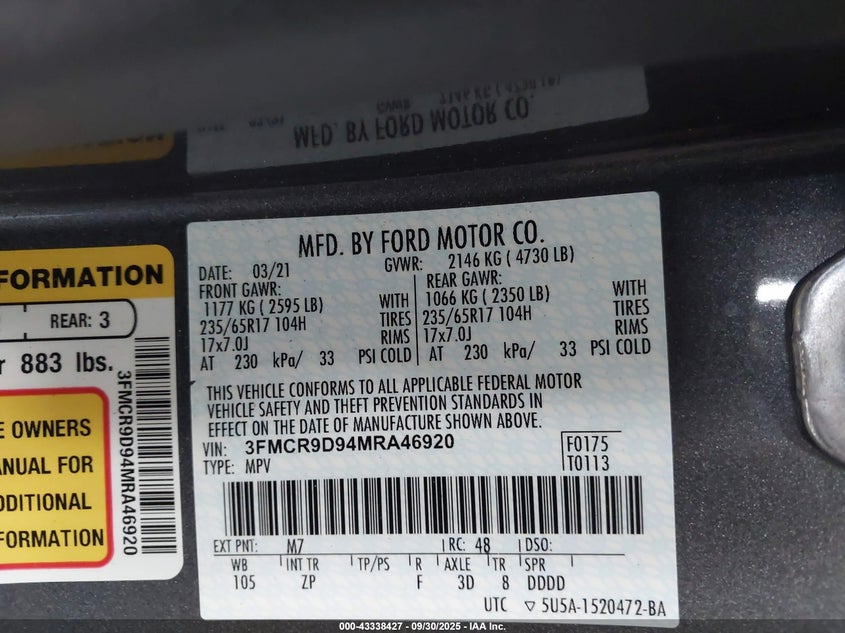 MFD. BY FORD MOTOR CO.
DATE: 03/21
GVWR: 2146 KG ( 4730 LB)
FRONT GAWR:
1177 KG ( 2595 LB) WITH
235/65R17 104H TIRES
17x7.0J RIMS
AT 230 kPa/ 33 PSI COLD
REAR GAWR:
1066 KG ( 2350 LB) WITH
235/65R17 104H TIRES
17x7.0J RIMS
AT 230 kPa/ 33 PSI COLD
THIS VEHICLE CONFORMS TO ALL APPLICABLE FEDERAL MOTOR
VEHICLE SAFETY AND THEFT PREVENTION STANDARDS IN
EFFECT ON THE DATE OF MANUFACTURE SHOWN ABOVE.
VIN: 3FMCR9D94MRA46920
TYPE: MPV
F0175
T0113
EXT PNT: M7 RC: 48 DSO:
WB INT TR TP/PS R AXLE TR SPR
105 ZP F 3D 8 DDDD
UTC ▽ 5U5A-1520472-BA
FORMATION
REAR: 3
r 883 lbs.
E OWNERS
ANUAL FOR
DDITIONAL
FORMATION
3FMCR9D94MRA46920
000-43338427 - 09/30/2025 - IAA Inc.